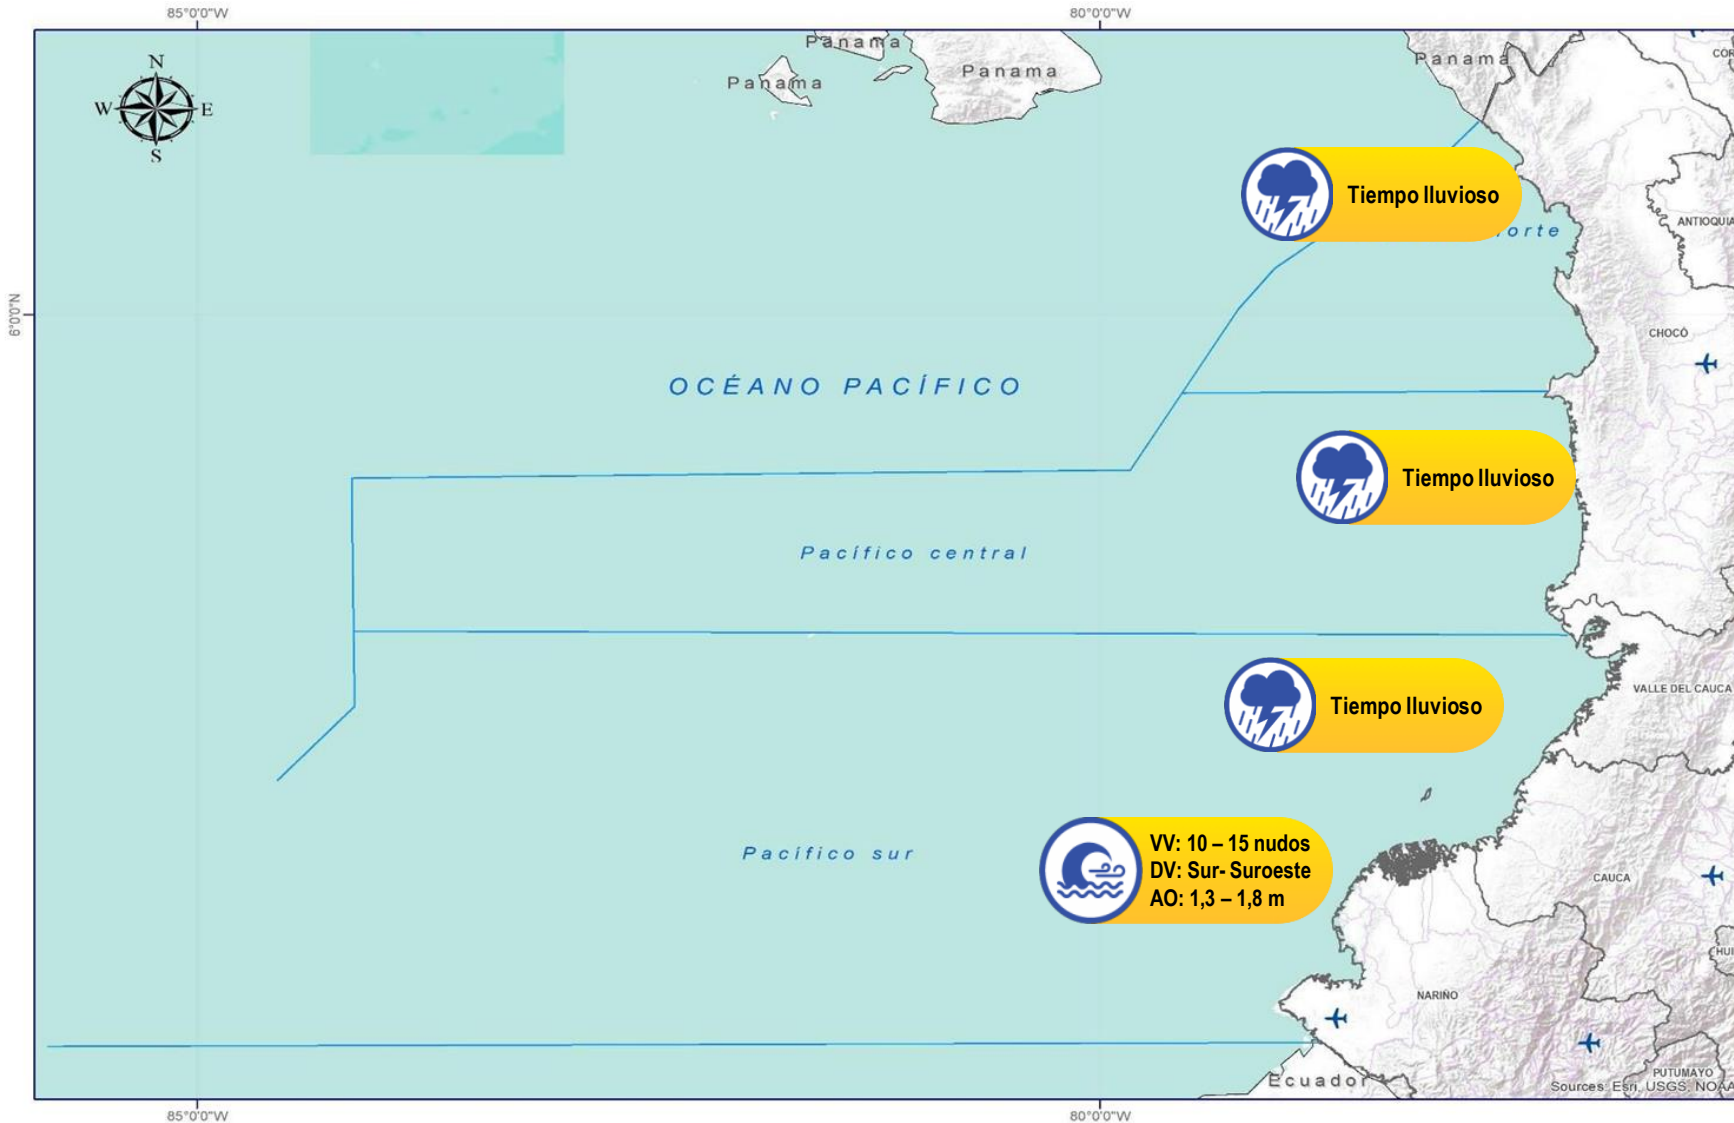 85°0'0"W
80°0'0"W
Panama
Panama
Panama
Panamá
N
W
E
S
ANTIOQUIA
Tiempo lluvioso
6°0'0"N
CHOCÓ
OCÉANO PACÍFICO
Tiempo lluvioso
Pacífico central
VALLE DEL CAUCA
Tiempo lluvioso
VV: 10 – 15 nudos
DV: Sur- Suroeste
AO: 1,3 – 1,8 m
Pacífico sur
CAUCA
NARIÑO
PUTUMAYO
Ecuador
Sources: Esri, USGS, NOAA
85°0'0"W
80°0'0"W